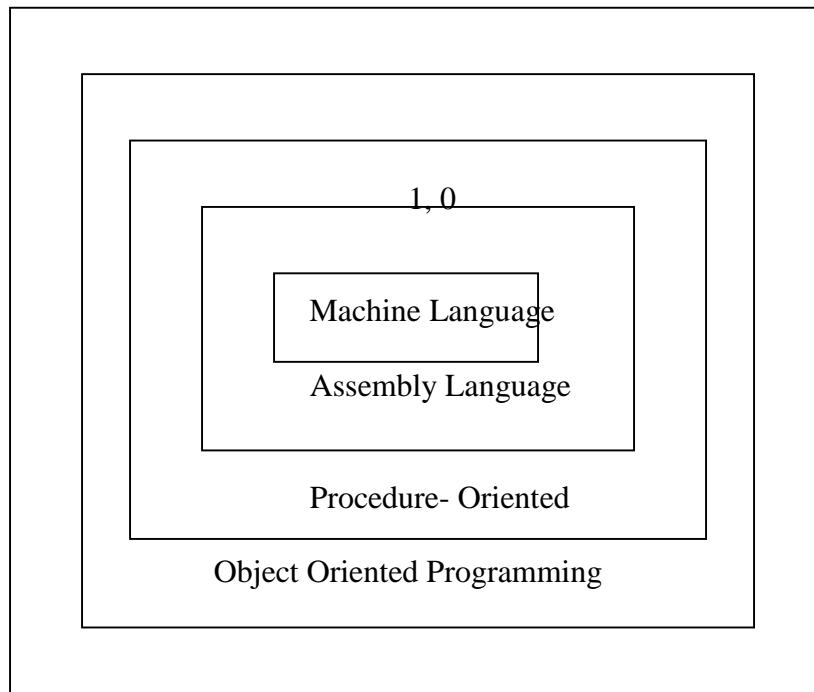 1, 0
Machine Language
Assembly Language
Procedure- Oriented
Object Oriented Programming